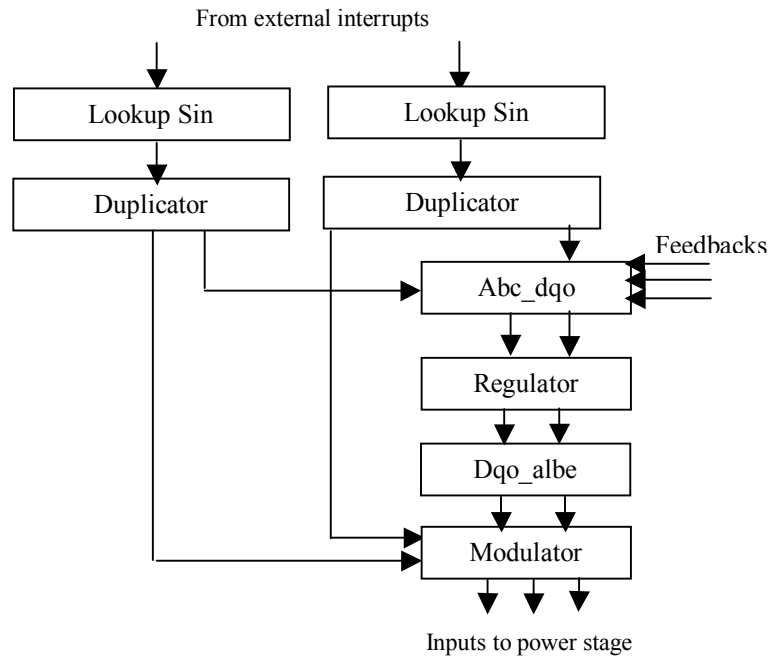 From external interrupts
Lookup Sin
Lookup Sin
Duplicator
Duplicator
Feedbacks
Abc_dqo
Regulator
Dqo_albe
Modulator
Inputs to power stage